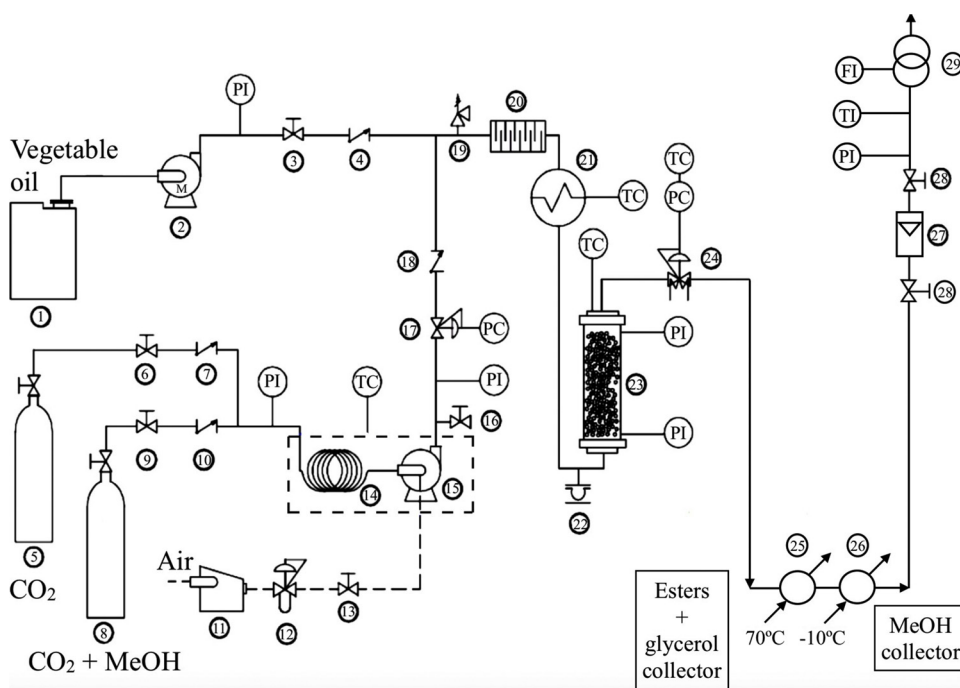 Vegetable
oil
1
M
2
PI
3
4
19
20
21
TC
TC
PC
24
TC
PI
23
PI
22
18
17
PC
PI
16
6
7
5
CO2
9
10
PI
TC
14
15
8
CO2 + MeOH
Air
11
12
13
Esters
+
glycerol
collector
25
26
70ºC
-10ºC
MeOH
collector
28
27
28
PI
TI
FI
29